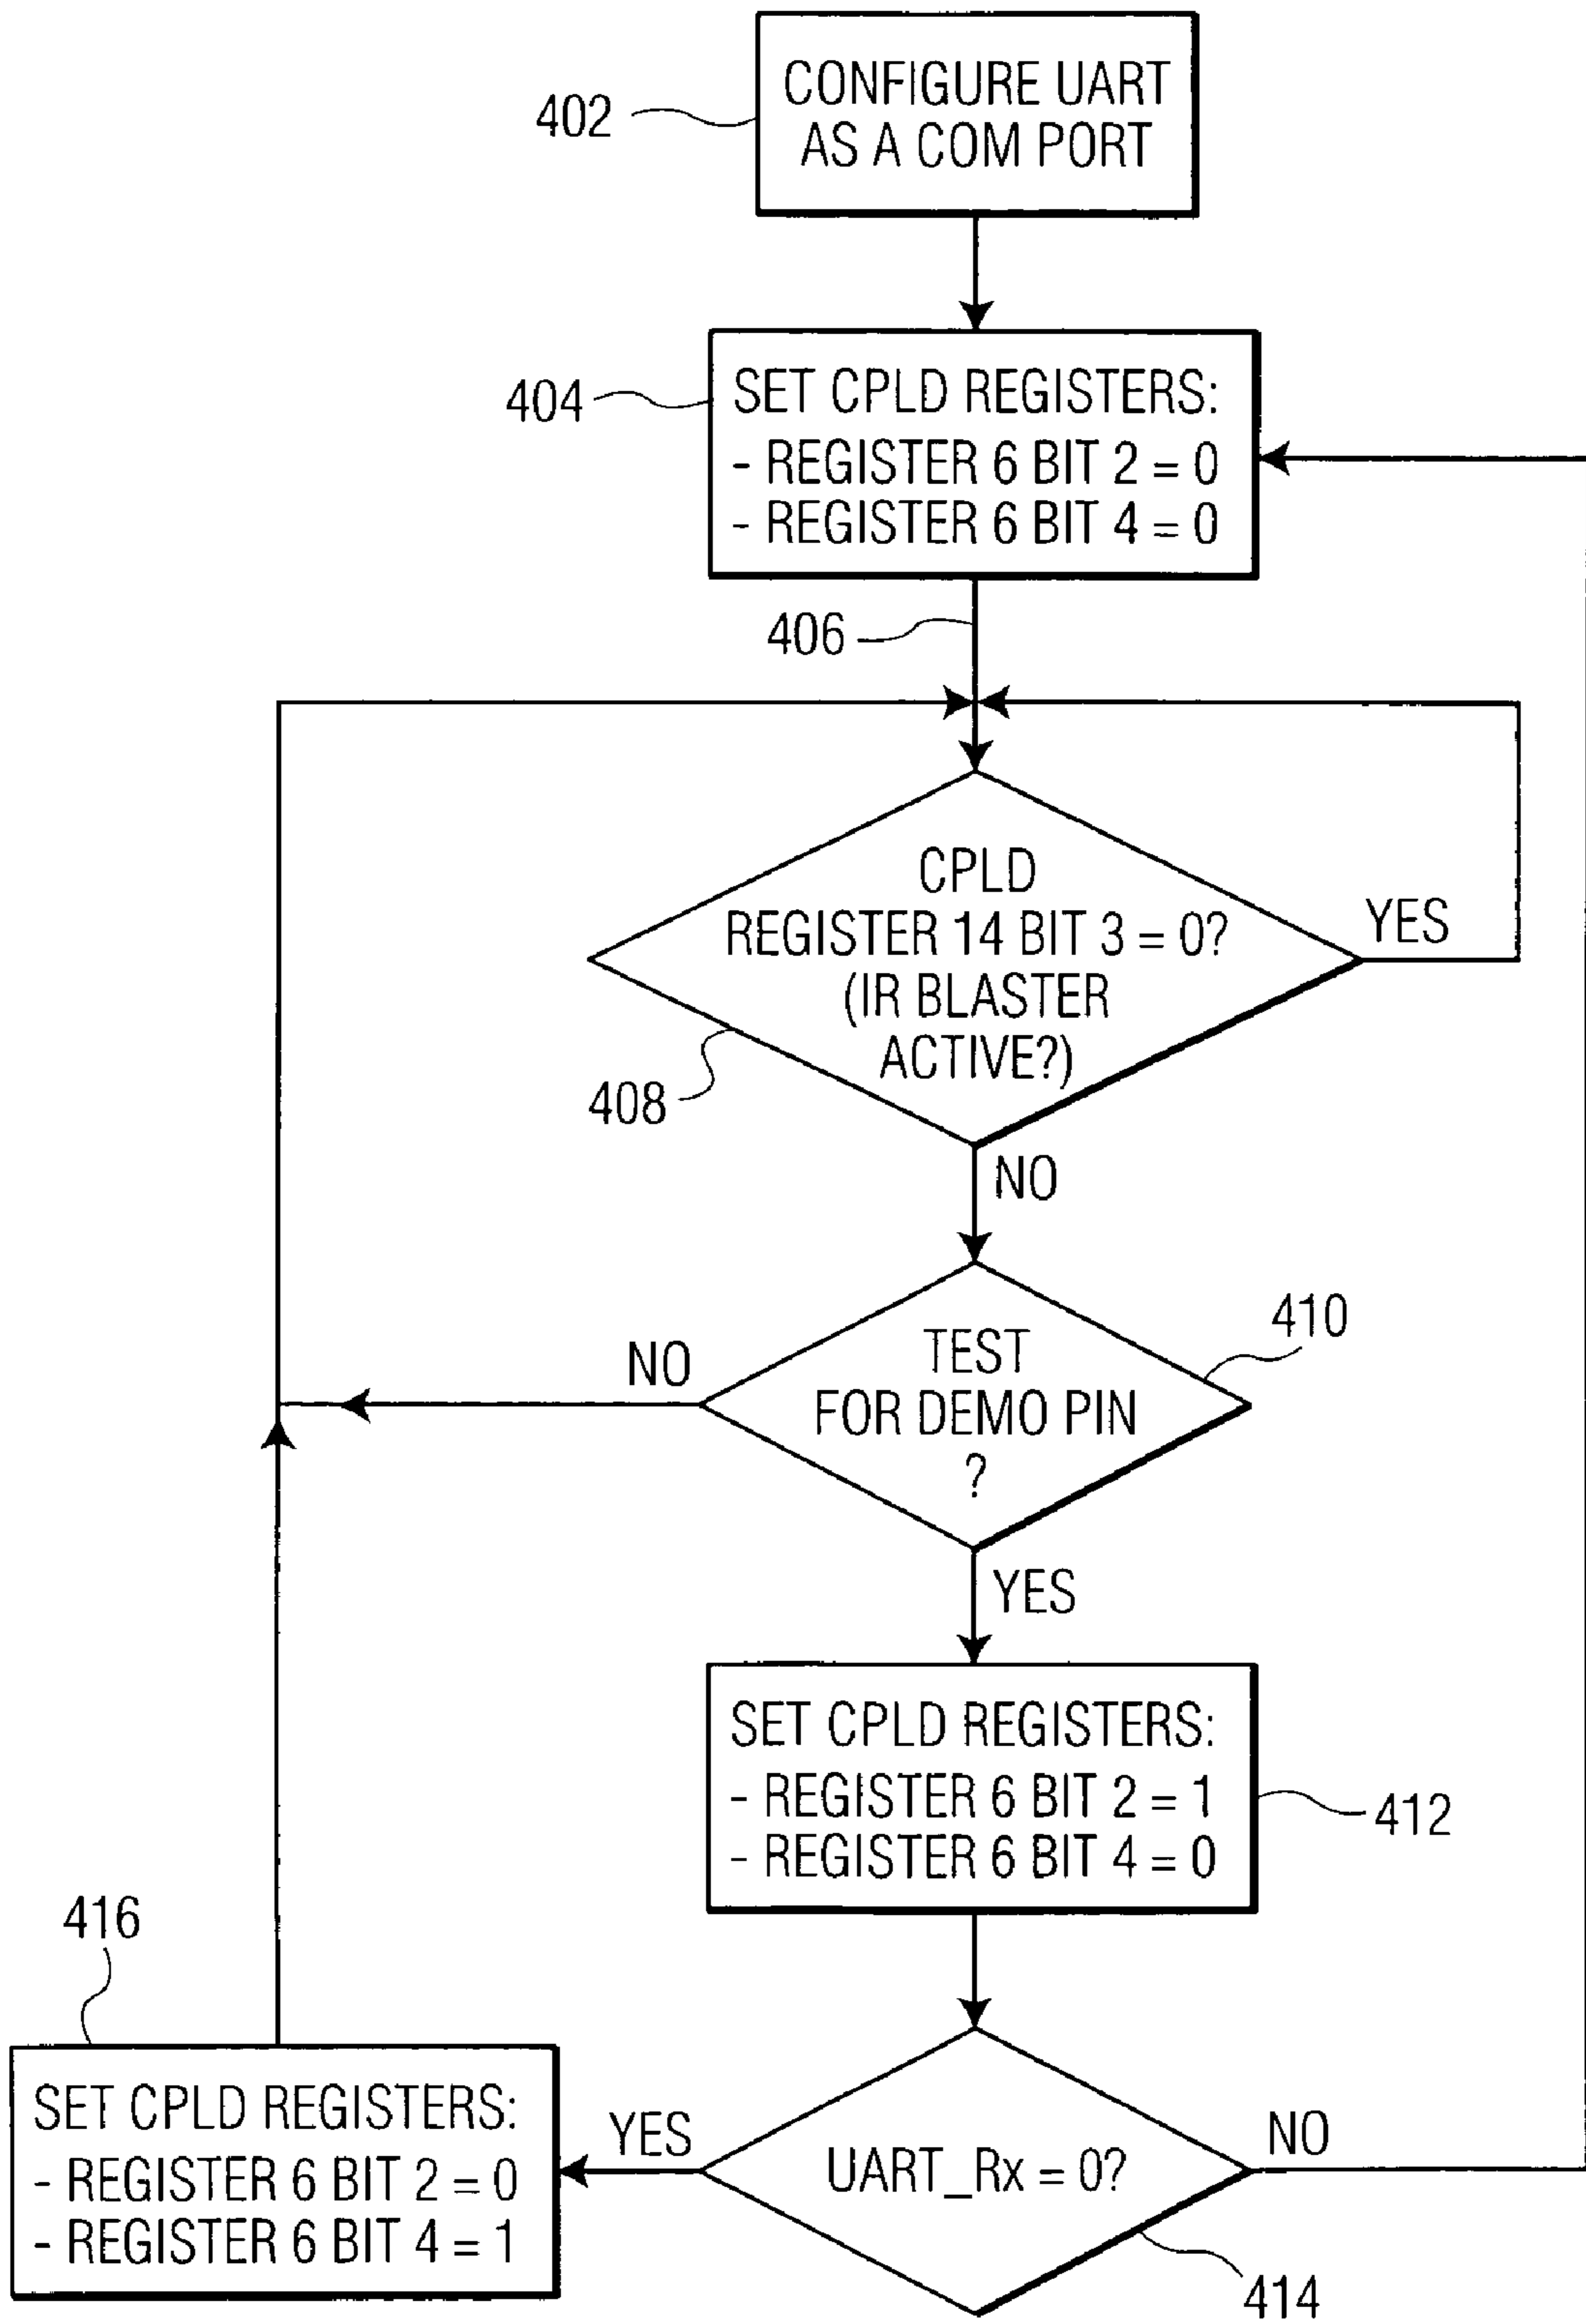 CONFIGURE UART
AS A COM PORT
402
SET CPLD REGISTERS:
- REGISTER 6 BIT 2 = 0
- REGISTER 6 BIT 4 = 0
404
406
CPLD
REGISTER 14 BIT 3 = 0?
(IR BLASTER
ACTIVE?)
YES
408
NO
410
TEST
FOR DEMO PIN
?
NO
YES
SET CPLD REGISTERS:
- REGISTER 6 BIT 2 = 1
- REGISTER 6 BIT 4 = 0
412
416
SET CPLD REGISTERS:
- REGISTER 6 BIT 2 = 0
- REGISTER 6 BIT 4 = 1
YES
UART_Rx = 0?
NO
414